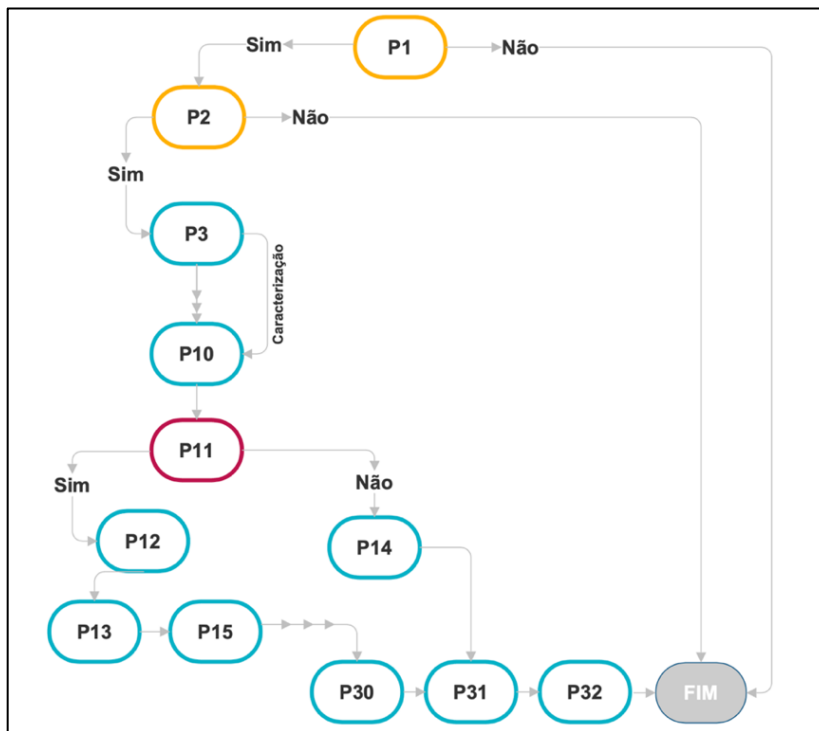 Sim
P1
Não
P2
Não
Sim
P3
Caracterização
P10
P11
Sim
Não
P12
P14
P13
P15
P30
P31
P32
FIM